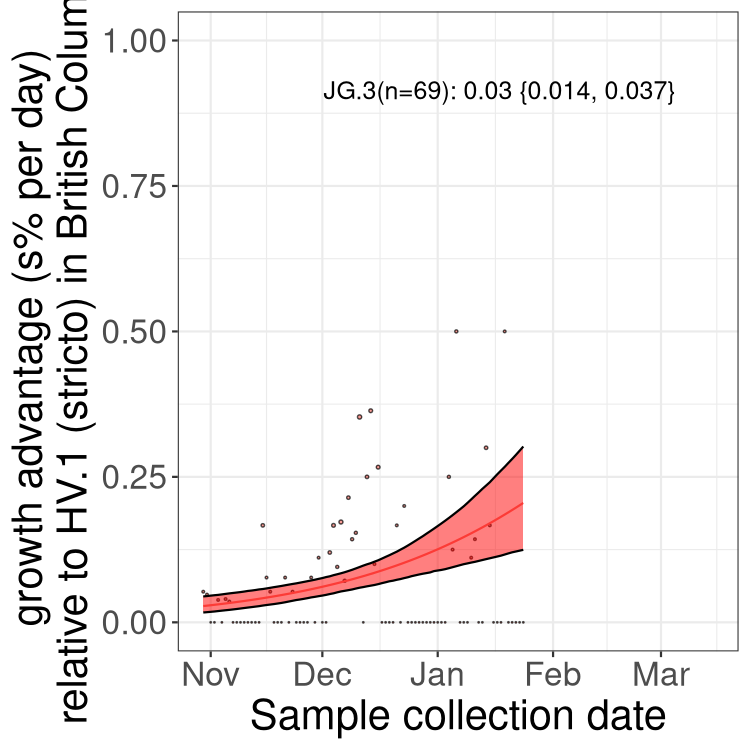 growth advantage (s% per day)
relative to HV.1 (stricto) in British Colum
1.00
0.75
0.50
0.25
0.00
JG.3(n=69): 0.03 {0.014, 0.037}
Nov Dec Jan Feb Mar
Sample collection date